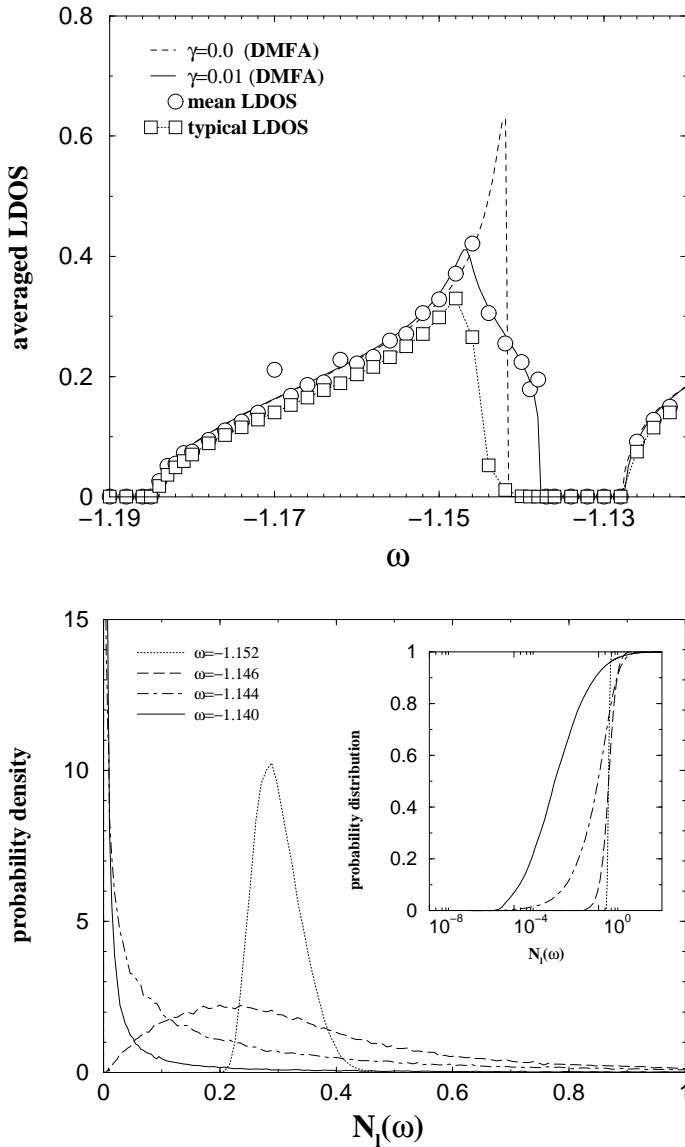 γ=0.0 (DMFA)
γ=0.01 (DMFA)
mean LDOS
typical LDOS
averaged LDOS
0.8
0.6
0.4
0.2
0
−1.19
−1.17
−1.15
−1.13
ω
ω=−1.152
ω=−1.146
ω=−1.144
ω=−1.140
probability density
15
10
5
0
0
0.2
0.4
0.6
0.8
1
N_l(ω)
probability distribution
1
0.8
0.6
0.4
0.2
0
10^−8
10^−4
10^0
N_l(ω)